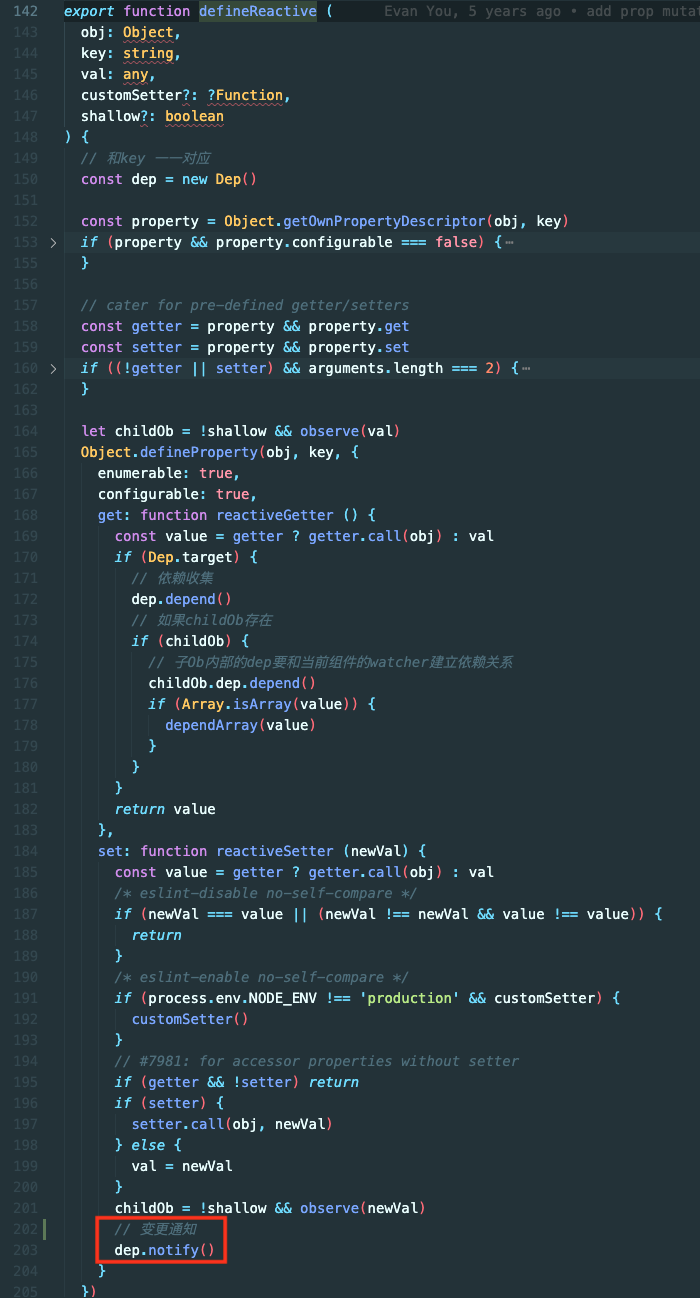 142 export function defineReactive ( Evan You, 5 years ago • add prop mutat
143 obj: Object,
144 key: string,
145 val: any,
146 customSetter?: ?Function,
147 shallow?: boolean
148 ) {
149 // 和key 一一对应
150 const dep = new Dep()
151
152 const property = Object.getOwnPropertyDescriptor(obj, key)
153 if (property && property.configurable === false) {⋯
155 }
156
157 // cater for pre-defined getter/setters
158 const getter = property && property.get
159 const setter = property && property.set
160 if ((!getter || setter) && arguments.length === 2) {⋯
162 }
163
164 let childOb = !shallow && observe(val)
165 Object.defineProperty(obj, key, {
166 enumerable: true,
167 configurable: true,
168 get: function reactiveGetter () {
169 const value = getter ? getter.call(obj) : val
170 if (Dep.target) {
171 // 依赖收集
172 dep.depend()
173 // 如果childOb存在
174 if (childOb) {
175 // 子Ob内部的dep要和当前组件的watcher建立依赖关系
176 childOb.dep.depend()
177 if (Array.isArray(value)) {
178 dependArray(value)
179 }
180 }
181 }
182 return value
183 },
184 set: function reactiveSetter (newVal) {
185 const value = getter ? getter.call(obj) : val
186 /* eslint-disable no-self-compare */
187 if (newVal === value || (newVal !== newVal && value !== value)) {
188 return
189 }
190 /* eslint-enable no-self-compare */
191 if (process.env.NODE_ENV !== 'production' && customSetter) {
192 customSetter()
193 }
194 // #7981: for accessor properties without setter
195 if (getter && !setter) return
196 if (setter) {
197 setter.call(obj, newVal)
198 } else {
199 val = newVal
200 }
201 childOb = !shallow && observe(newVal)
202 // 变更通知
203 dep.notify()
204 }
205 })